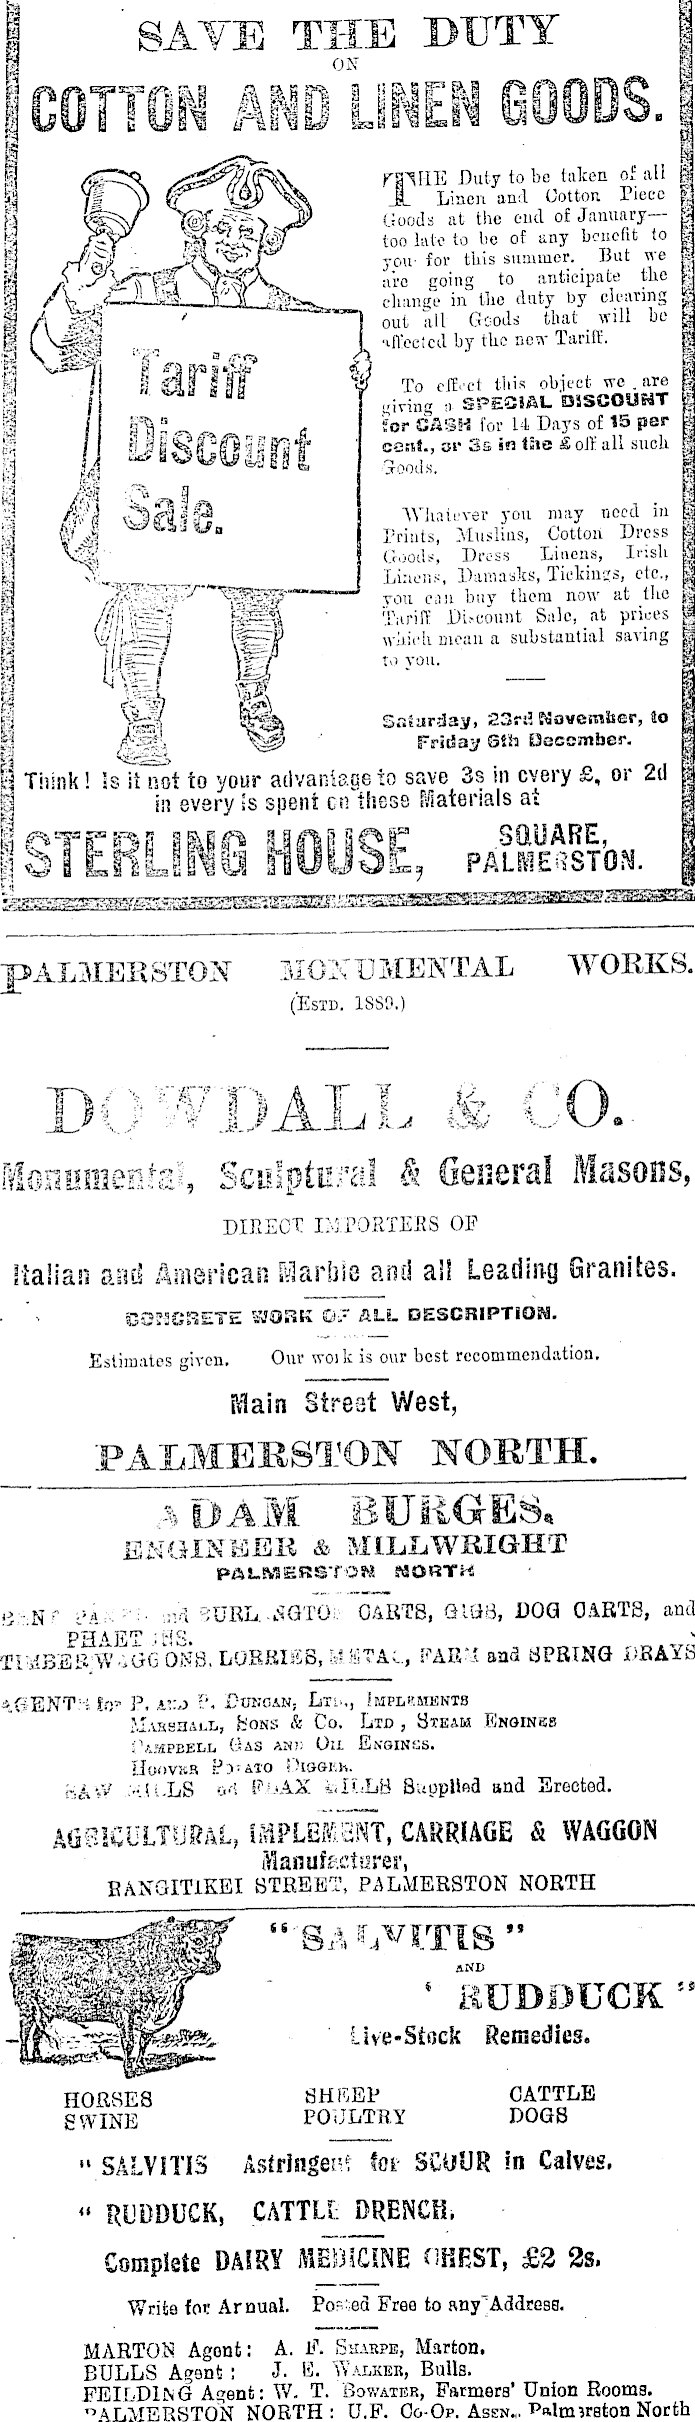 SAVE THE DUTY
ON
COTTON AND LINEN GOODS.
Tariff
Discount
Sale.
THE Duty to be taken of all
Linen and Cotton Piece
Goods at the end of January—
too late to be of any benefit to
you for this summer. But we
are going to anticipate the
change in the duty by clearing
out all Goods that will be
affected by the new Tariff.
To effect this object we are
giving a SPECIAL DISCOUNT
for CASH for 14 Days of 15 per
cent., or 3s in the £ off all such
Goods.
Whatever you may need in
Prints, Muslins, Cotton Dress
Goods, Dress Linens, Irish
Linens, Damasks, Tickings, etc.,
you can buy them now at the
Tariff Discount Sale, at prices
which mean a substantial saving
to you.
Saturday, 23rd November, to
Friday 6th December.
Think! Is it not to your advantage to save 3s in every £, or 2d
in every 1s spent on these Materials at
STERLING HOUSE, SQUARE,
PALMERSTON.
PALMERSTON MONUMENTAL WORKS.
(ESTD. 1889.)
DOWDALL & CO.
Monumental, Sculptural & General Masons,
DIRECT IMPORTERS OF
Italian and American Marble and all Leading Granites.
CONCRETE WORK OF ALL DESCRIPTION.
Estimates given. Our work is our best recommendation.
Main Street West,
PALMERSTON NORTH.
ADAM BURGES.
ENGINEER & MILLWRIGHT
PALMERSTON NORTH
CARTS, GIGS, DOG CARTS, and
PHAETONS.
TIMBER WAGGONS, LORRIES, METAL, FARM and SPRING DRAYS
AGENTS for P. AND D. DUNCAN, LTD., IMPLEMENTS
MARSHALL, SONS & Co. LTD, STEAM ENGINES
CAMPBELL GAS AND OIL ENGINES.
HOOVER POTATO DIGGER.
SAW MILLS and FLAX MILLS Supplied and Erected.
AGRICULTURAL, IMPLEMENT, CARRIAGE & WAGGON
Manufacturer,
RANGITIKEI STREET, PALMERSTON NORTH
"SALVITIS"
AND
'RUDDUCK"
Live-Stock Remedies.
HORSES SHEEP CATTLE
SWINE POULTRY DOGS
"SALVITIS Astringent for SCOUR in Calves.
"RUDDUCK, CATTLE DRENCH.
Complete DAIRY MEDICINE CHEST, £2 2s.
Write for Annual. Posted Free to any Address.
MARTON Agent: A. F. SHARPE, Marton.
BULLS Agent: J. E. WALKER, Bulls.
FEILDING Agent: W. T. BOWATER, Farmers' Union Rooms.
PALMERSTON NORTH: U.F. CO-OP. ASSN., Palmerston North